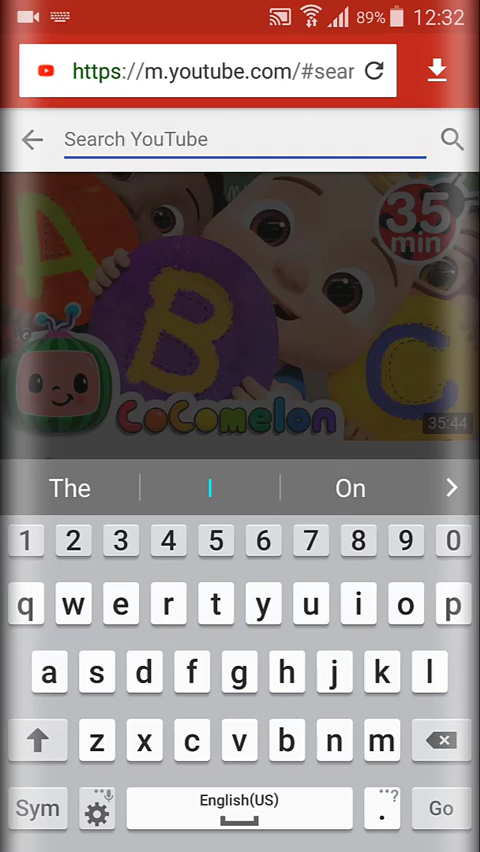 89% 12:32
https://m.youtube.com/#sear
Search YouTube
35
min
A
B
C
CoComelon
35:44
The I On
1 2 3 4 5 6 7 8 9 0
q w e r t y u i o p
a s d f g h j k l
z x c v b n m
Sym English(US) . Go